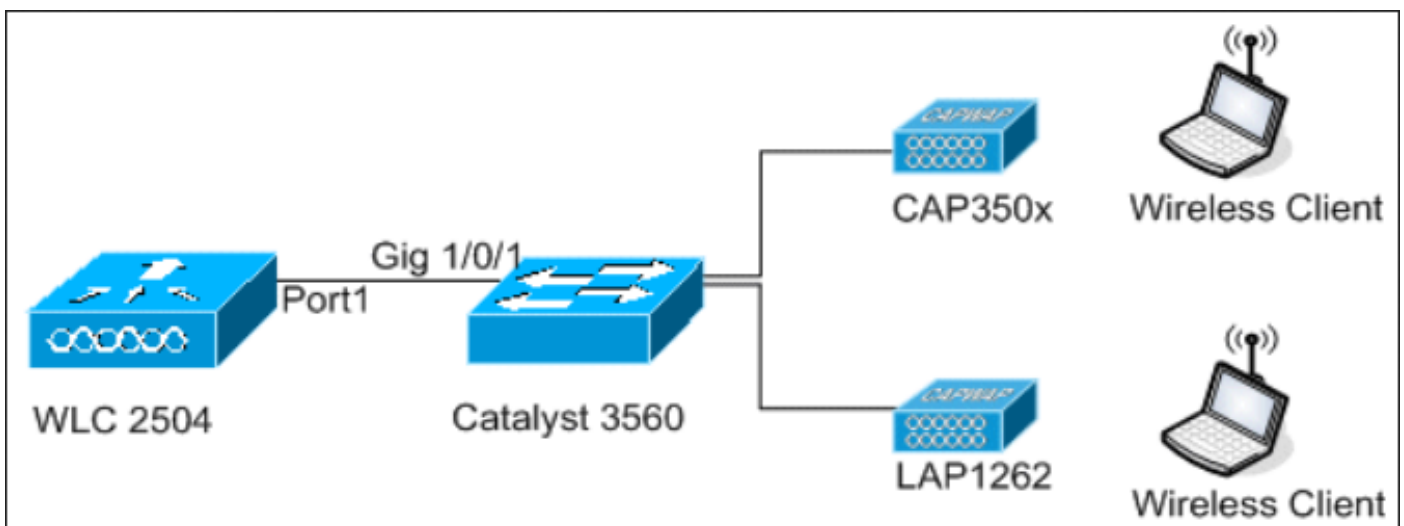 CAPWAP
CAP350x
Wireless Client
Gig 1/0/1
Port1
WLC 2504
Catalyst 3560
CAPWAP
LAP1262
Wireless Client